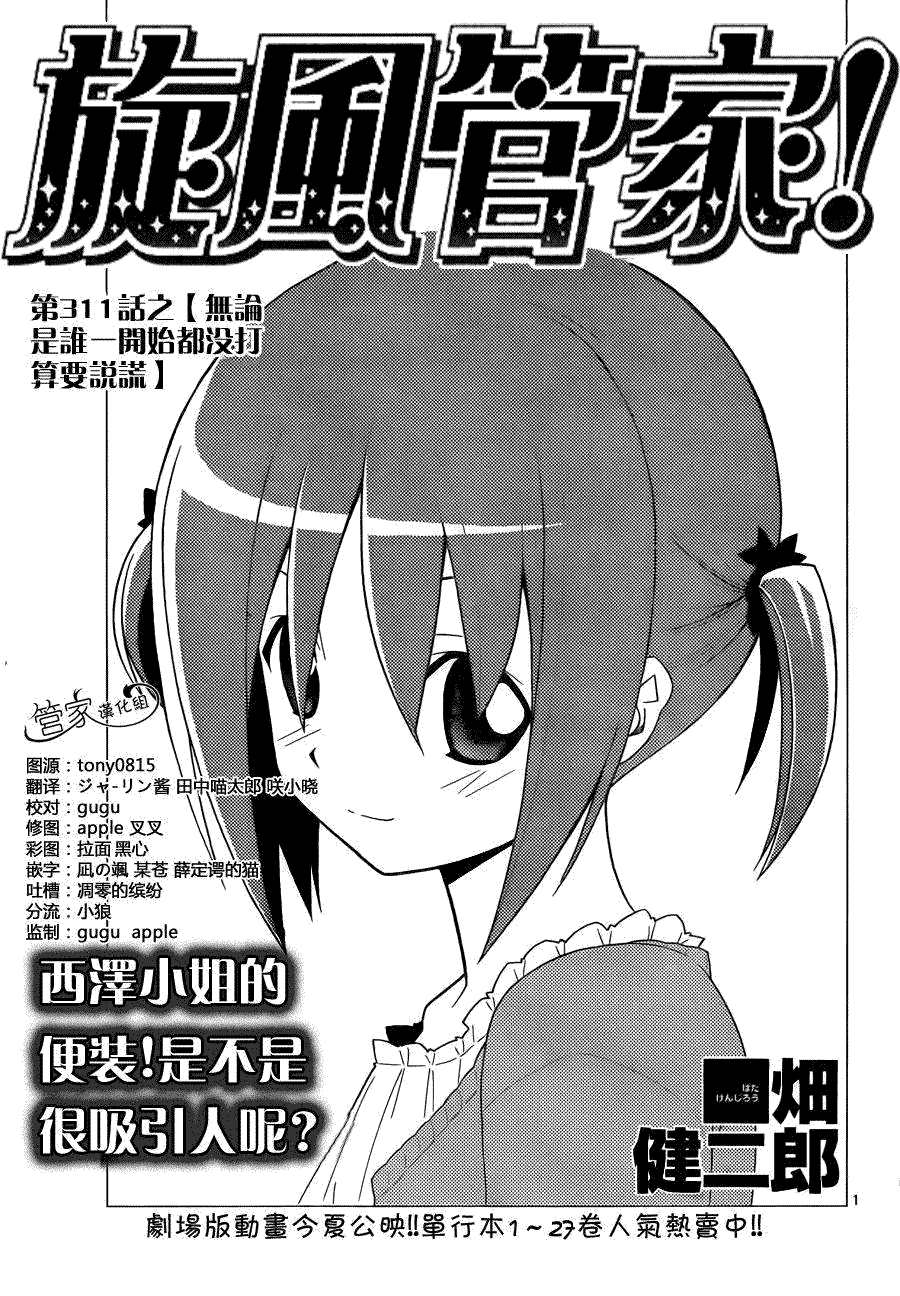 旋風管家！
第311話之【無論
是誰一開始都没打
算要説謊】
管家漢化組
图源：tony0815
翻译：ジャ-リン酱 田中喵太郎 咲小晓
校对：gugu
修图：apple 叉叉
彩图：拉面 黑心
嵌字：凪の颯 某苍 薛定谔的猫
吐槽：凋零的缤纷
分流：小狼
监制：gugu apple
西澤小姐的
便裝!是不是
很吸引人呢?
はた
けんじろう
畑
健二郎
1
劇場版動畫今夏公映!!單行本1～27卷人氣熱賣中!!